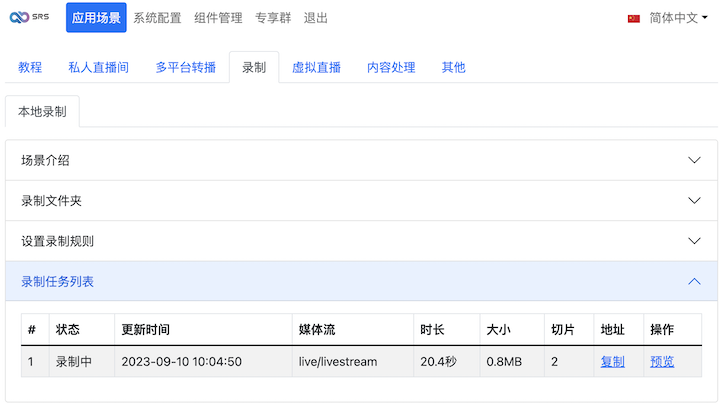 SRS 应用场景 系统配置 组件管理 专享群 退出 简体中文
教程 私人直播间 多平台转播 录制 虚拟直播 内容处理 其他
本地录制
场景介绍
录制文件夹
设置录制规则
录制任务列表
# 状态 更新时间 媒体流 时长 大小 切片 地址 操作
1 录制中 2023-09-10 10:04:50 live/livestream 20.4秒 0.8MB 2 复制 预览